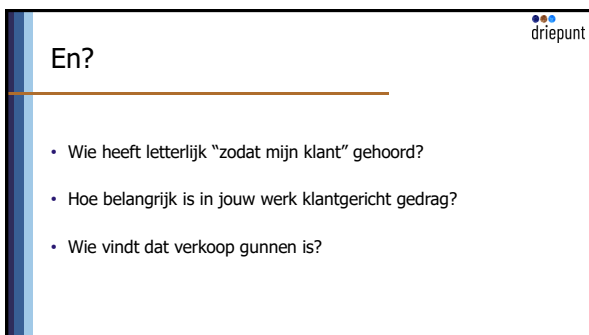 driepunt
En?
• Wie heeft letterlijk “zodat mijn klant” gehoord?
• Hoe belangrijk is in jouw werk klantgericht gedrag?
• Wie vindt dat verkoop gunnen is?